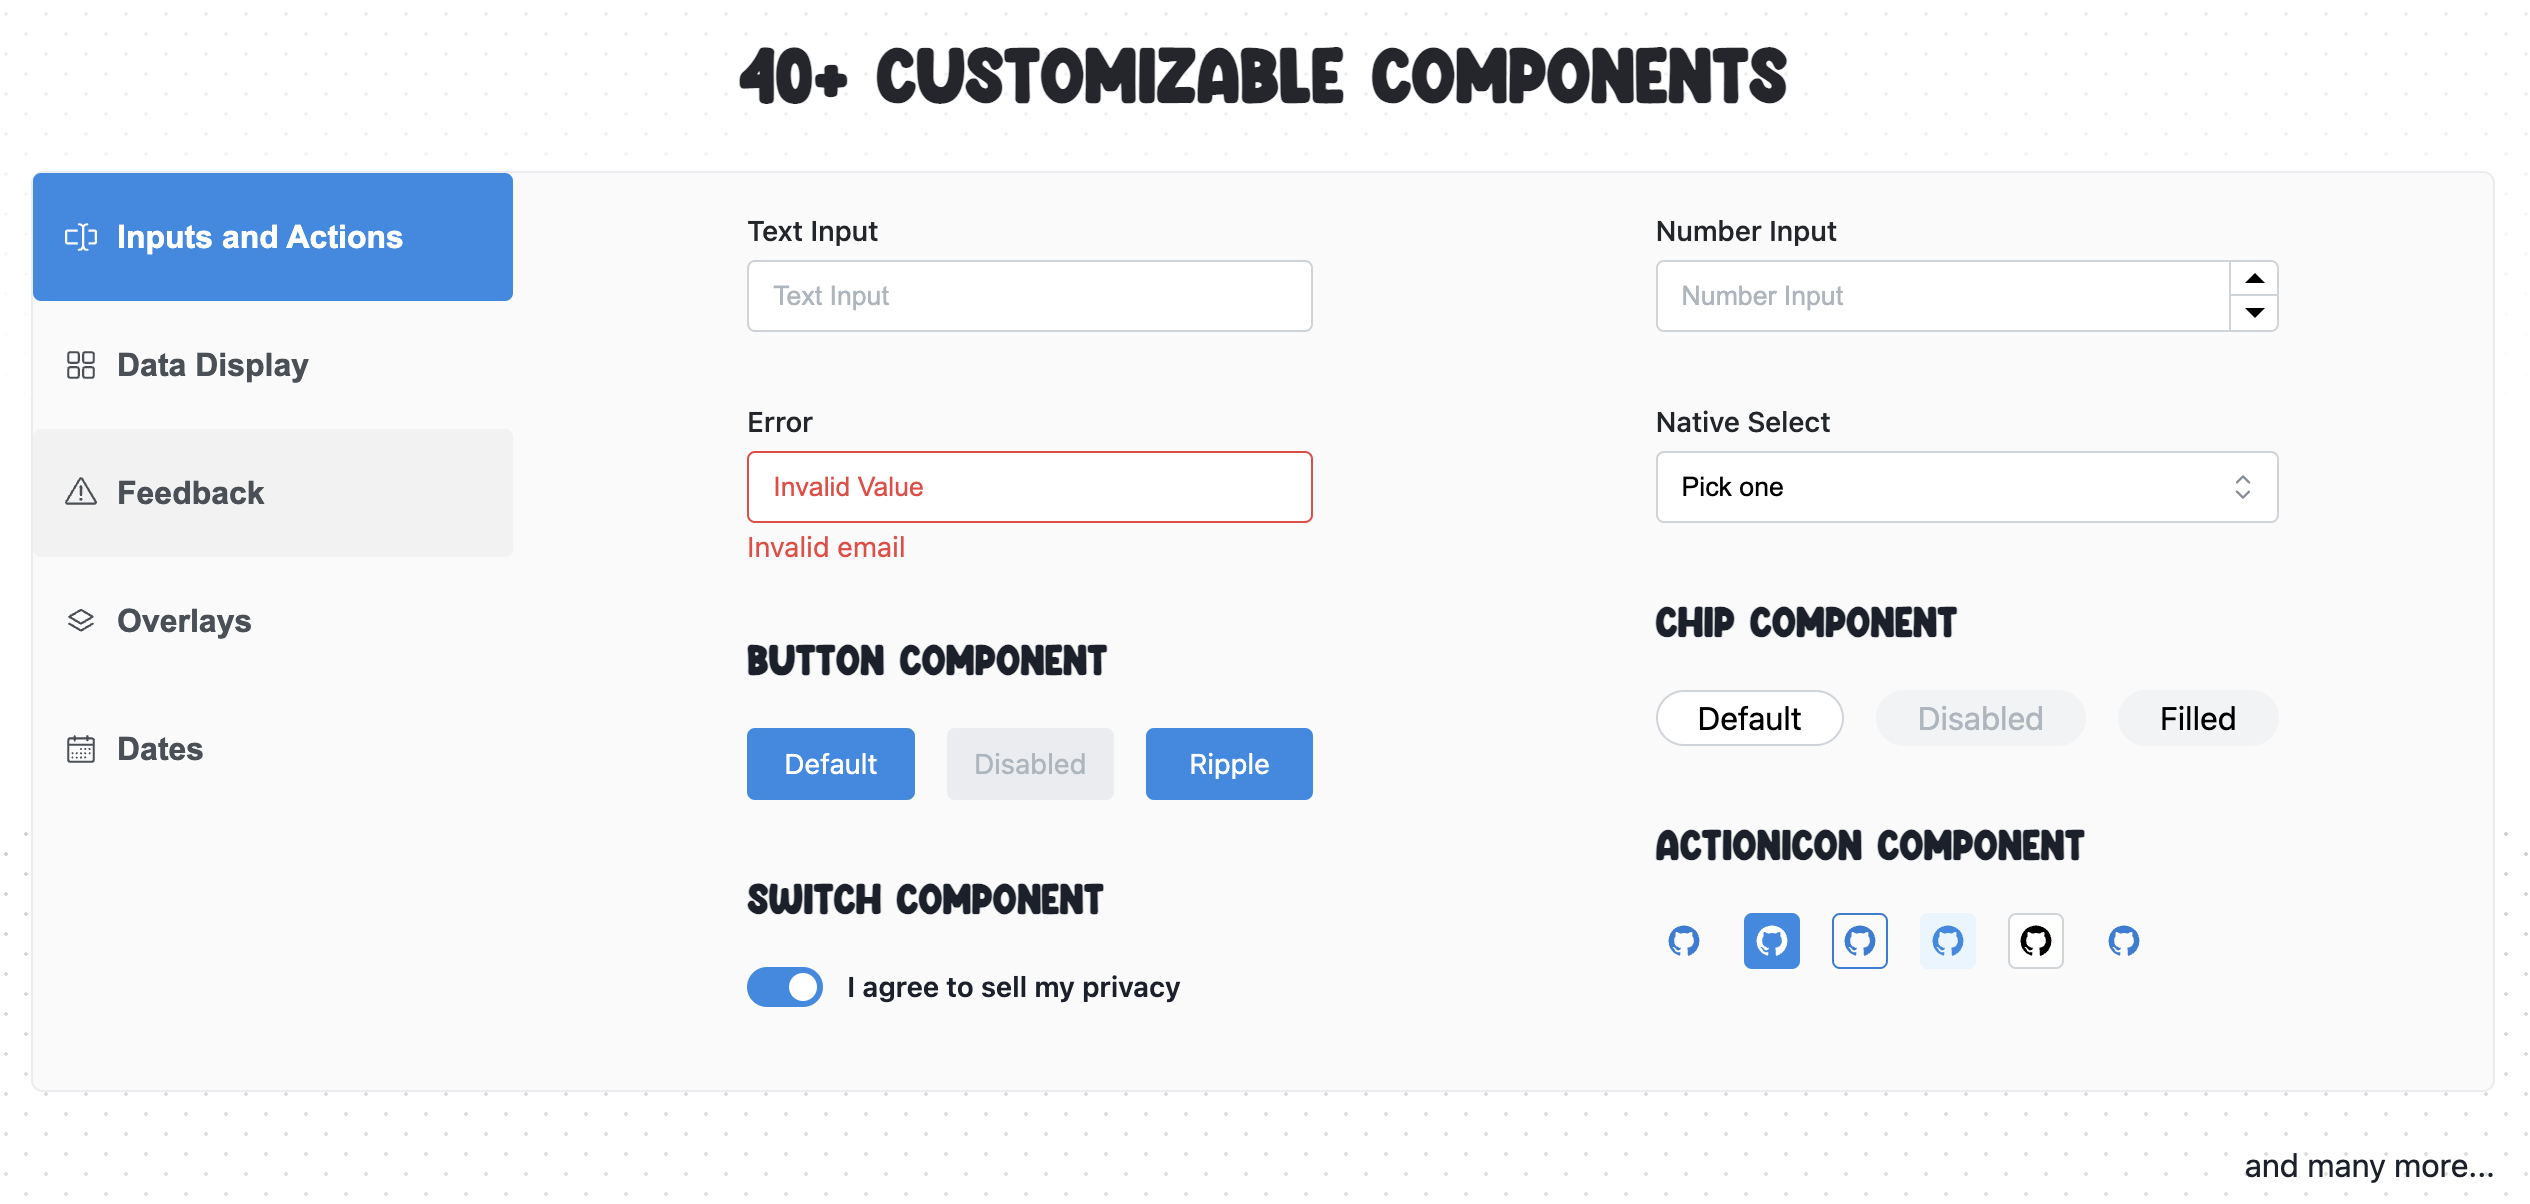 40+ CUSTOMIZABLE COMPONENTS
Inputs and Actions
Data Display
Feedback
Overlays
Dates
Text Input
Text Input
Error
Invalid Value
Invalid email
BUTTON COMPONENT
Default
Disabled
Ripple
SWITCH COMPONENT
I agree to sell my privacy
Number Input
Number Input
Native Select
Pick one
CHIP COMPONENT
Default
Disabled
Filled
ACTIONICON COMPONENT
and many more...